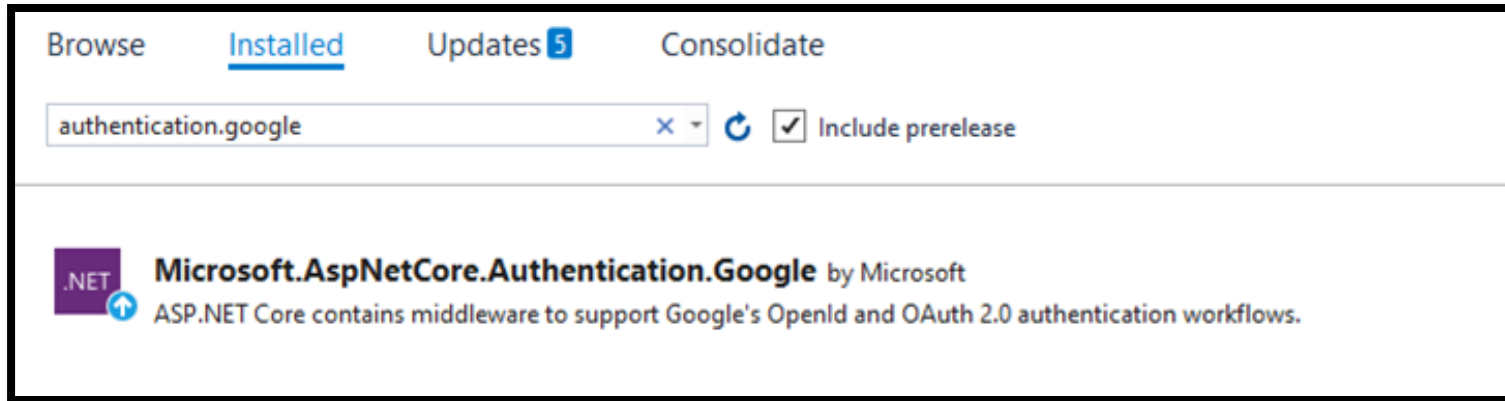 Browse Installed Updates 5 Consolidate
authentication.google Include prerelease
.NET Microsoft.AspNetCore.Authentication.Google by Microsoft
ASP.NET Core contains middleware to support Google's OpenId and OAuth 2.0 authentication workflows.